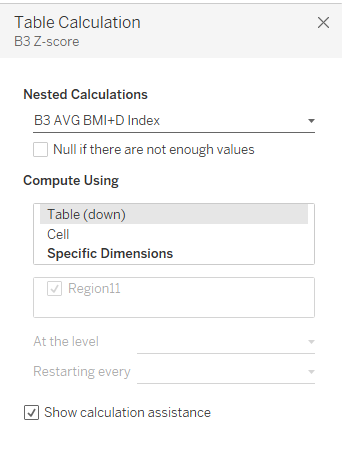 Table Calculation
B3 Z-score
Nested Calculations
B3 AVG BMI+D Index
Null if there are not enough values
Compute Using
Table (down)
Cell
Specific Dimensions
Region11
At the level
Restarting every
Show calculation assistance